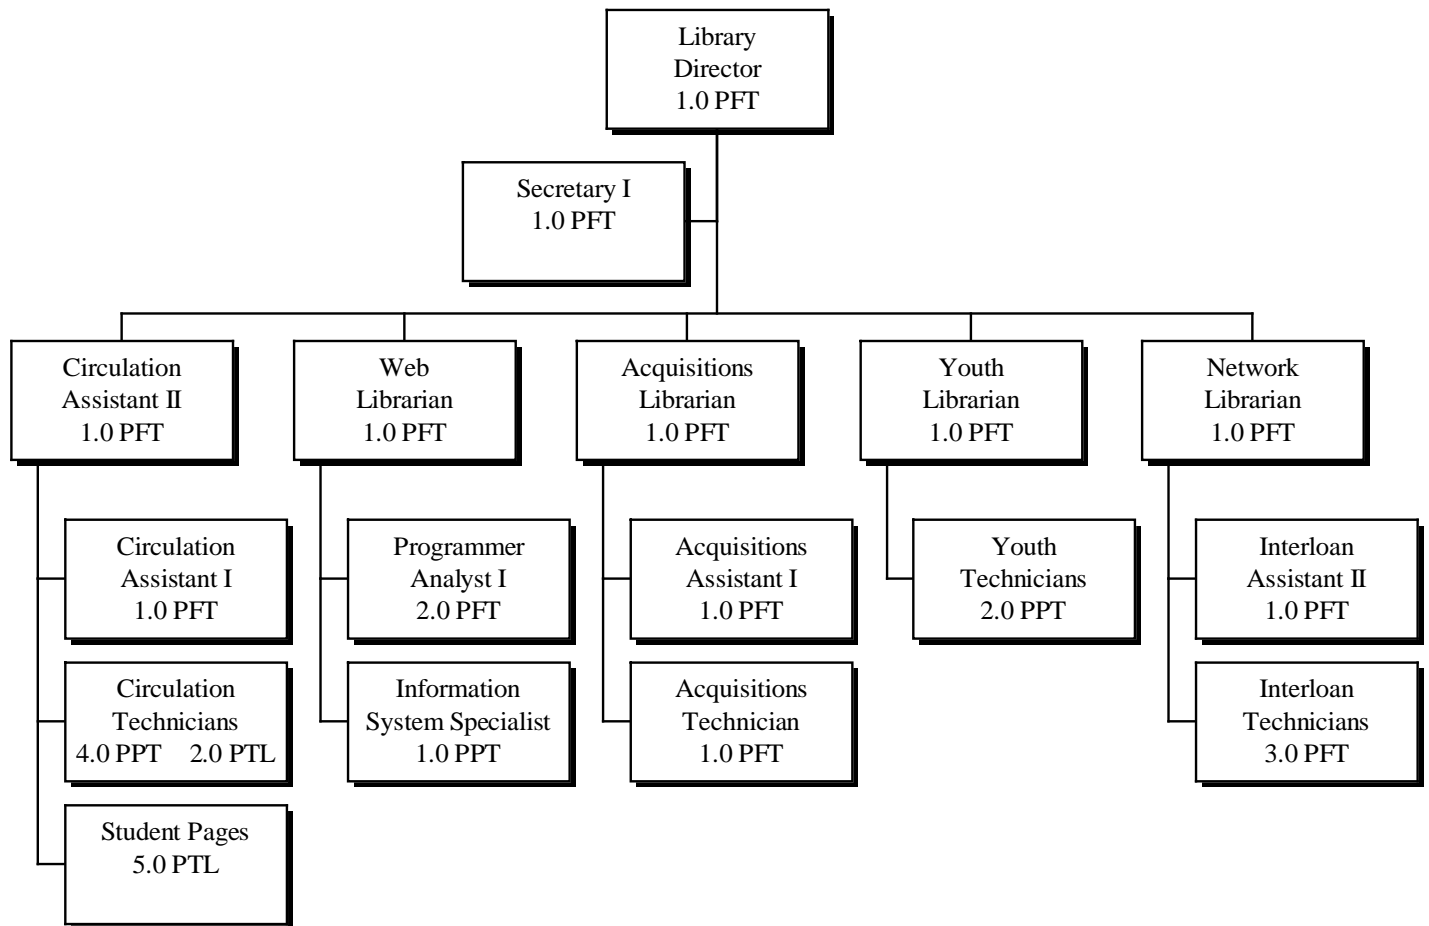 Library
Director
1.0 PFT
Secretary I
1.0 PFT
Circulation
Assistant II
1.0 PFT
Web
Librarian
1.0 PFT
Acquisitions
Librarian
1.0 PFT
Youth
Librarian
1.0 PFT
Network
Librarian
1.0 PFT
Circulation
Assistant I
1.0 PFT
Programmer
Analyst I
2.0 PFT
Acquisitions
Assistant I
1.0 PFT
Youth
Technicians
2.0 PPT
Interloan
Assistant II
1.0 PFT
Circulation
Technicians
4.0 PPT 2.0 PTL
Information
System Specialist
1.0 PPT
Acquisitions
Technician
1.0 PFT
Interloan
Technicians
3.0 PFT
Student Pages
5.0 PTL